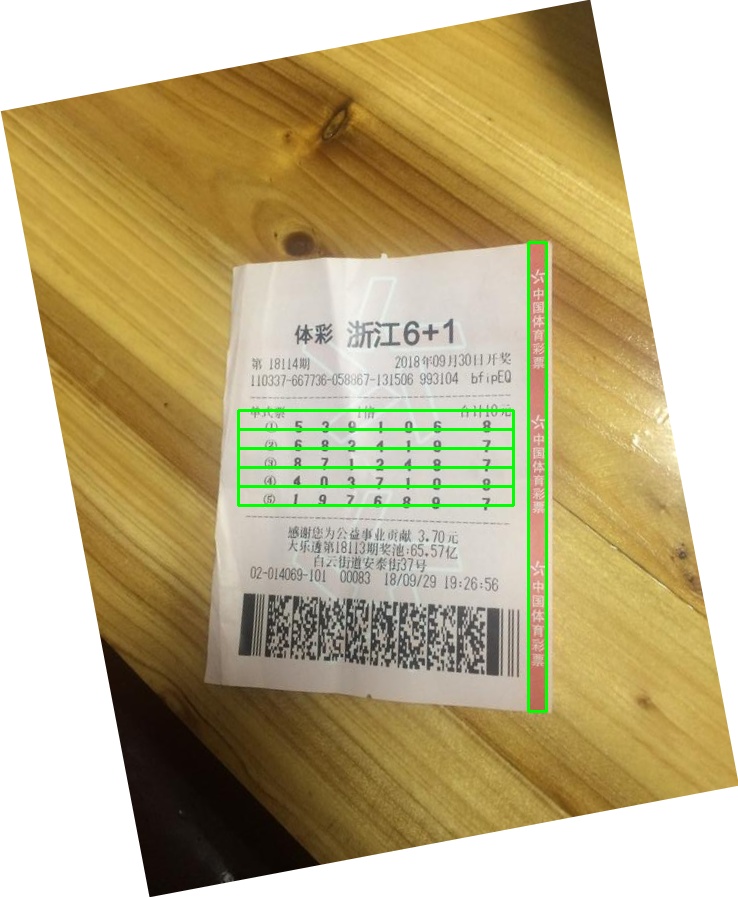 体彩 浙江6+1
第 18114期 2018年09月30日开奖
110337-667736-058867-131506 993104 bfipEQ
单式票 1倍 合计10元
① 5 3 9 1 0 6 8
② 6 8 2 4 1 9 7
③ 8 7 1 2 4 8 7
④ 4 0 3 7 1 0 8
⑤ 1 9 7 6 8 9 7
感谢您为公益事业贡献 3.70元
大乐透第18113期奖池:65.57亿
白云街道安泰街37号
02-014069-101 00083 18/09/29 19:26:56
中国体育彩票
中国体育彩票
中国体育彩票